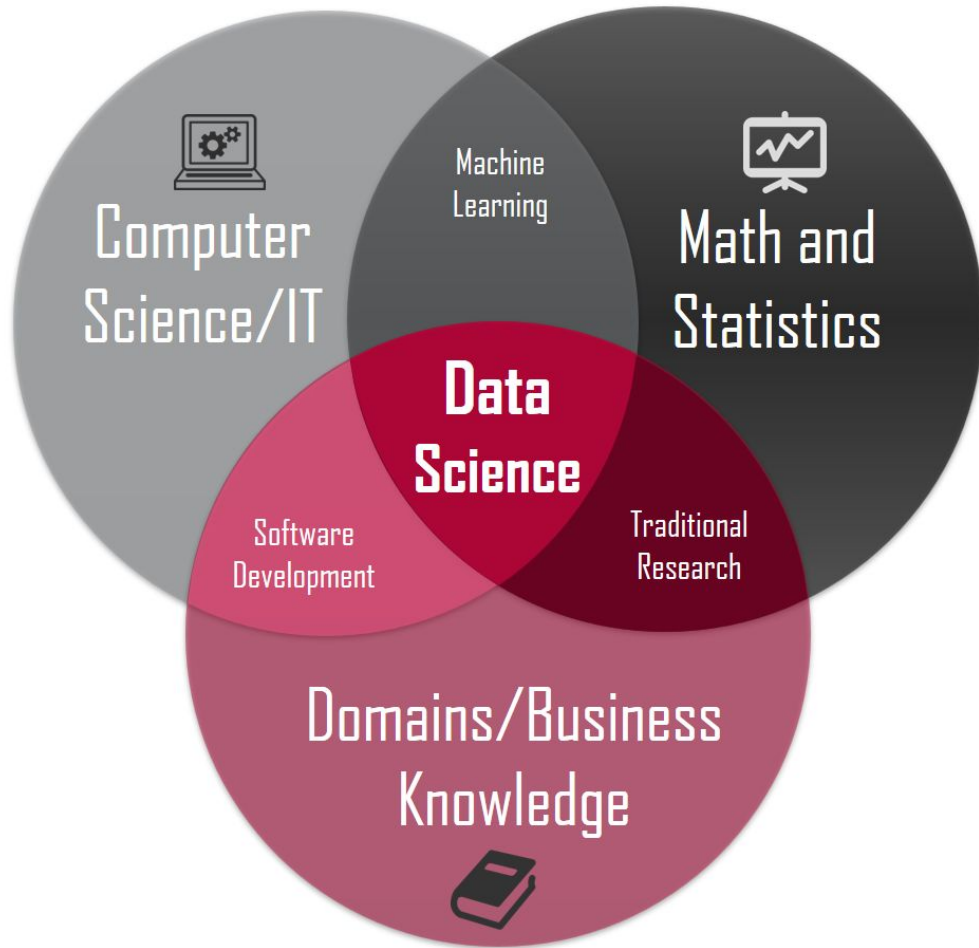 Machine
Learning
Computer
Science/IT
Math and
Statistics
Data
Science
Software
Development
Traditional
Research
Domains/Business
Knowledge